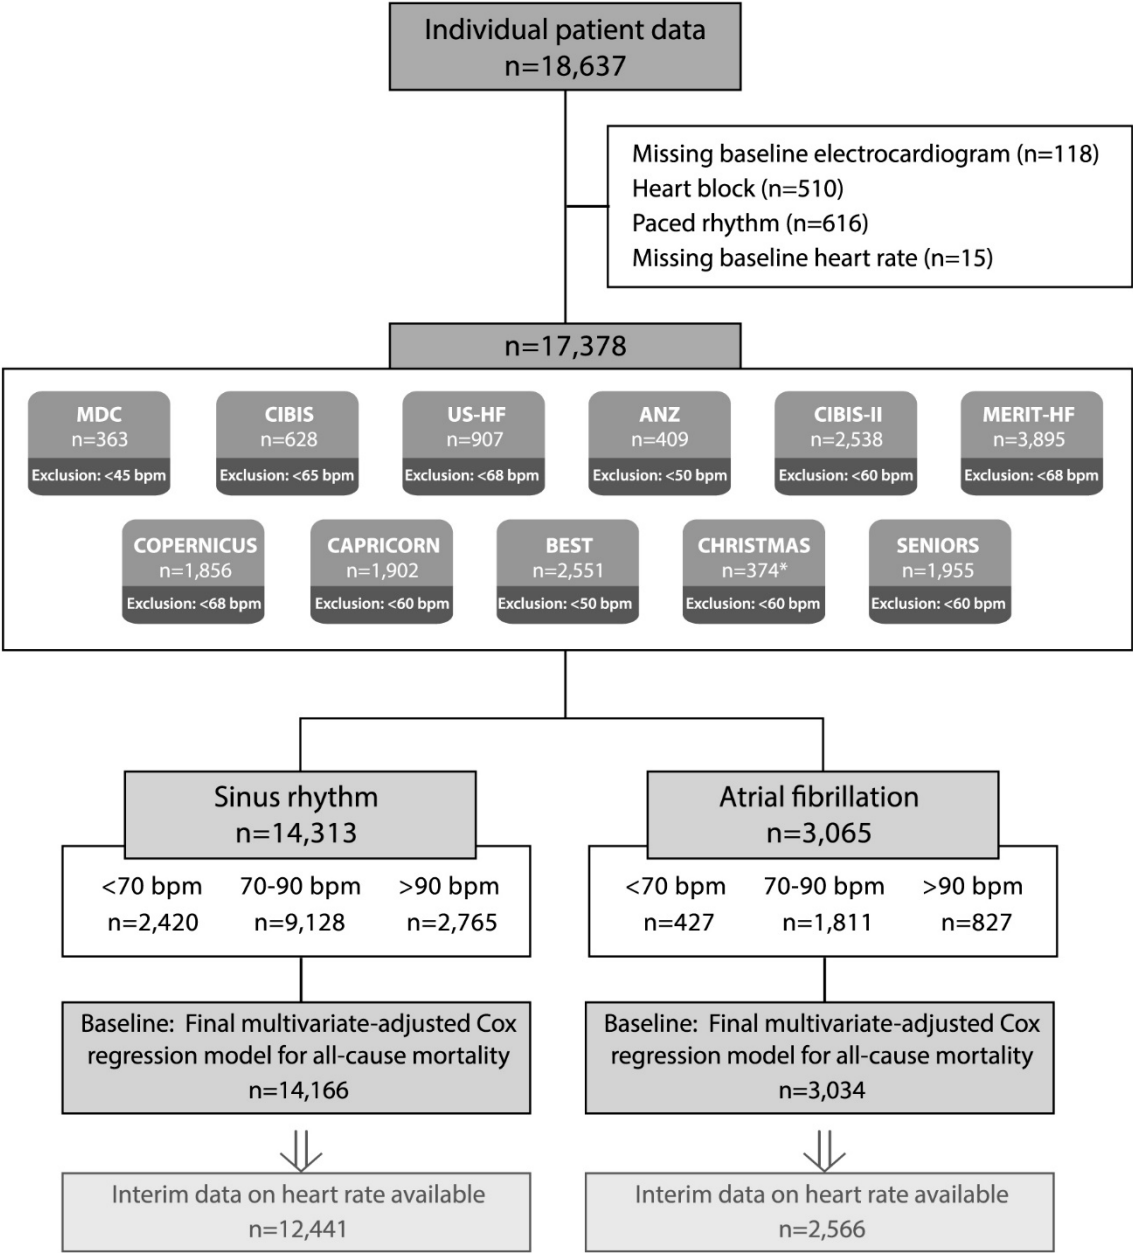 Individual patient data
n=18,637
Missing baseline electrocardiogram (n=118)
Heart block (n=510)
Paced rhythm (n=616)
Missing baseline heart rate (n=15)
n=17,378
MDC
n=363
Exclusion: <45 bpm
CIBIS
n=628
Exclusion: <65 bpm
US-HF
n=907
Exclusion: <68 bpm
ANZ
n=409
Exclusion: <50 bpm
CIBIS-II
n=2,538
Exclusion: <60 bpm
MERIT-HF
n=3,895
Exclusion: <68 bpm
COPERNICUS
n=1,856
Exclusion: <68 bpm
CAPRICORN
n=1,902
Exclusion: <60 bpm
BEST
n=2,551
Exclusion: <50 bpm
CHRISTMAS
n=374*
Exclusion: <60 bpm
SENIORS
n=1,955
Exclusion: <60 bpm
Sinus rhythm
n=14,313
<70 bpm 70-90 bpm >90 bpm
n=2,420 n=9,128 n=2,765
Baseline: Final multivariate-adjusted Cox
regression model for all-cause mortality
n=14,166
Interim data on heart rate available
n=12,441
Atrial fibrillation
n=3,065
<70 bpm 70-90 bpm >90 bpm
n=427 n=1,811 n=827
Baseline: Final multivariate-adjusted Cox
regression model for all-cause mortality
n=3,034
Interim data on heart rate available
n=2,566